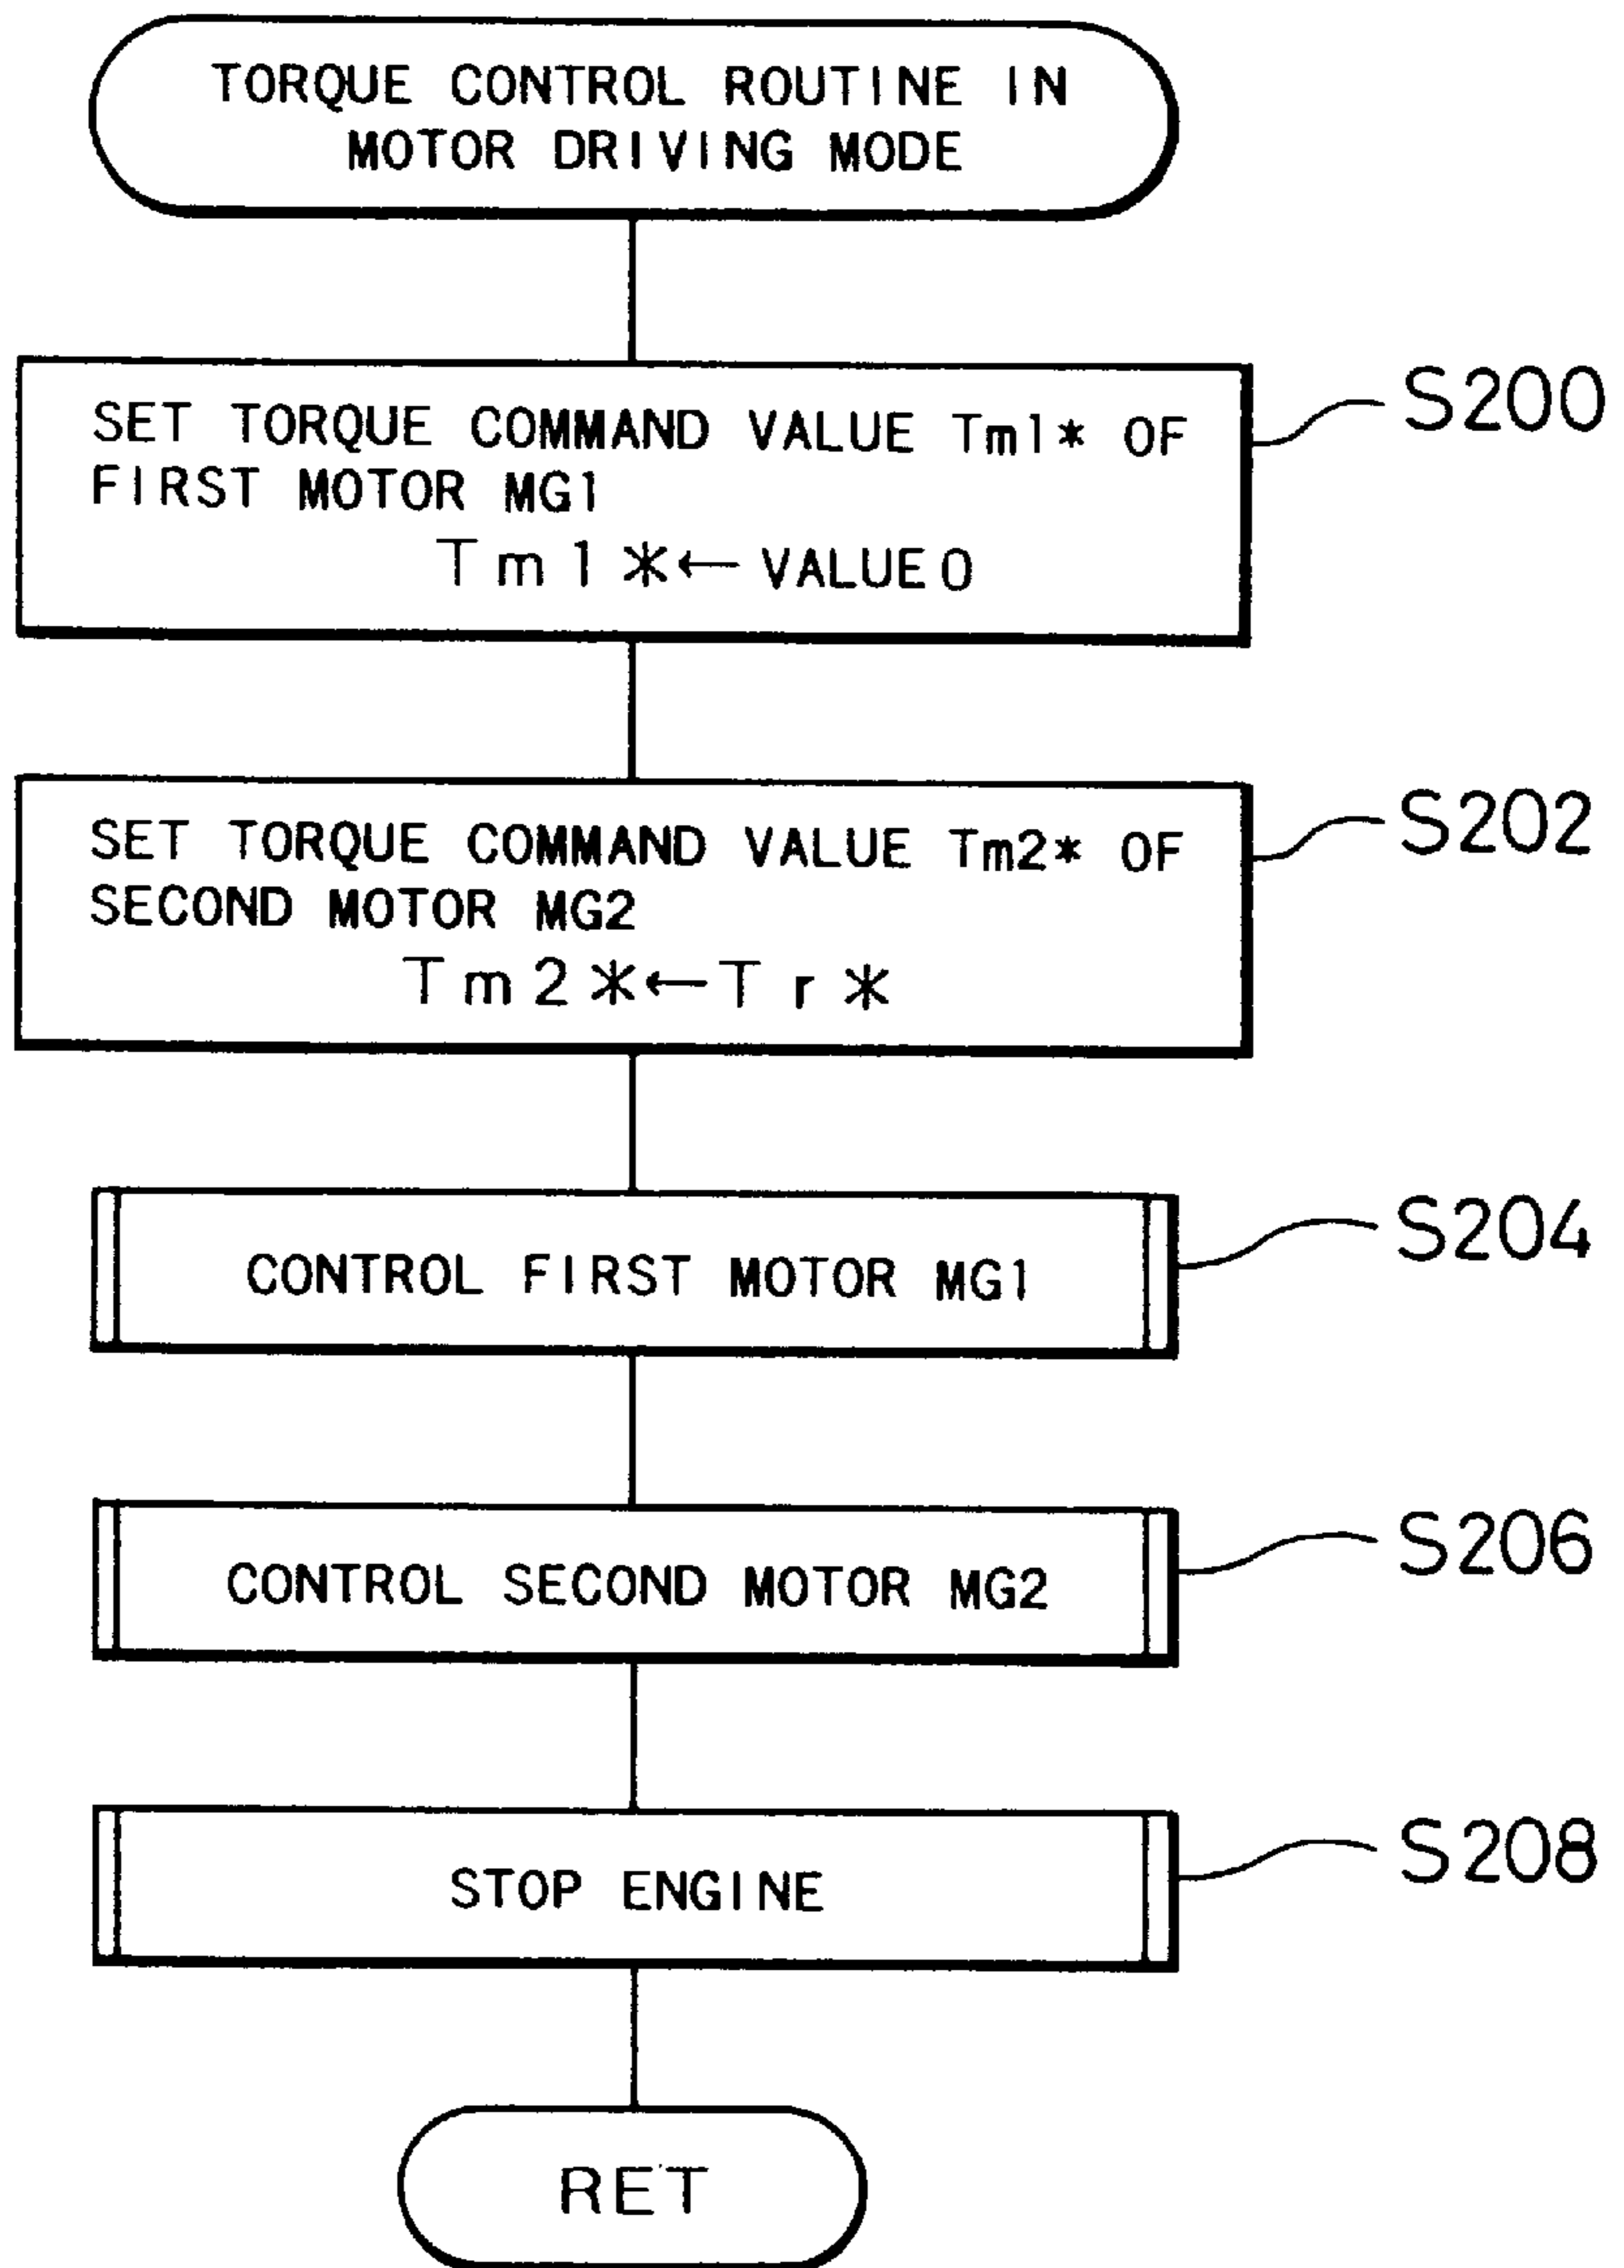 TORQUE CONTROL ROUTINE IN
MOTOR DRIVING MODE
SET TORQUE COMMAND VALUE Tm1* OF
FIRST MOTOR MG1
Tm1*← VALUE0
S200
SET TORQUE COMMAND VALUE Tm2* OF
SECOND MOTOR MG2
Tm2*←Tr*
S202
CONTROL FIRST MOTOR MG1
S204
CONTROL SECOND MOTOR MG2
S206
STOP ENGINE
S208
RET